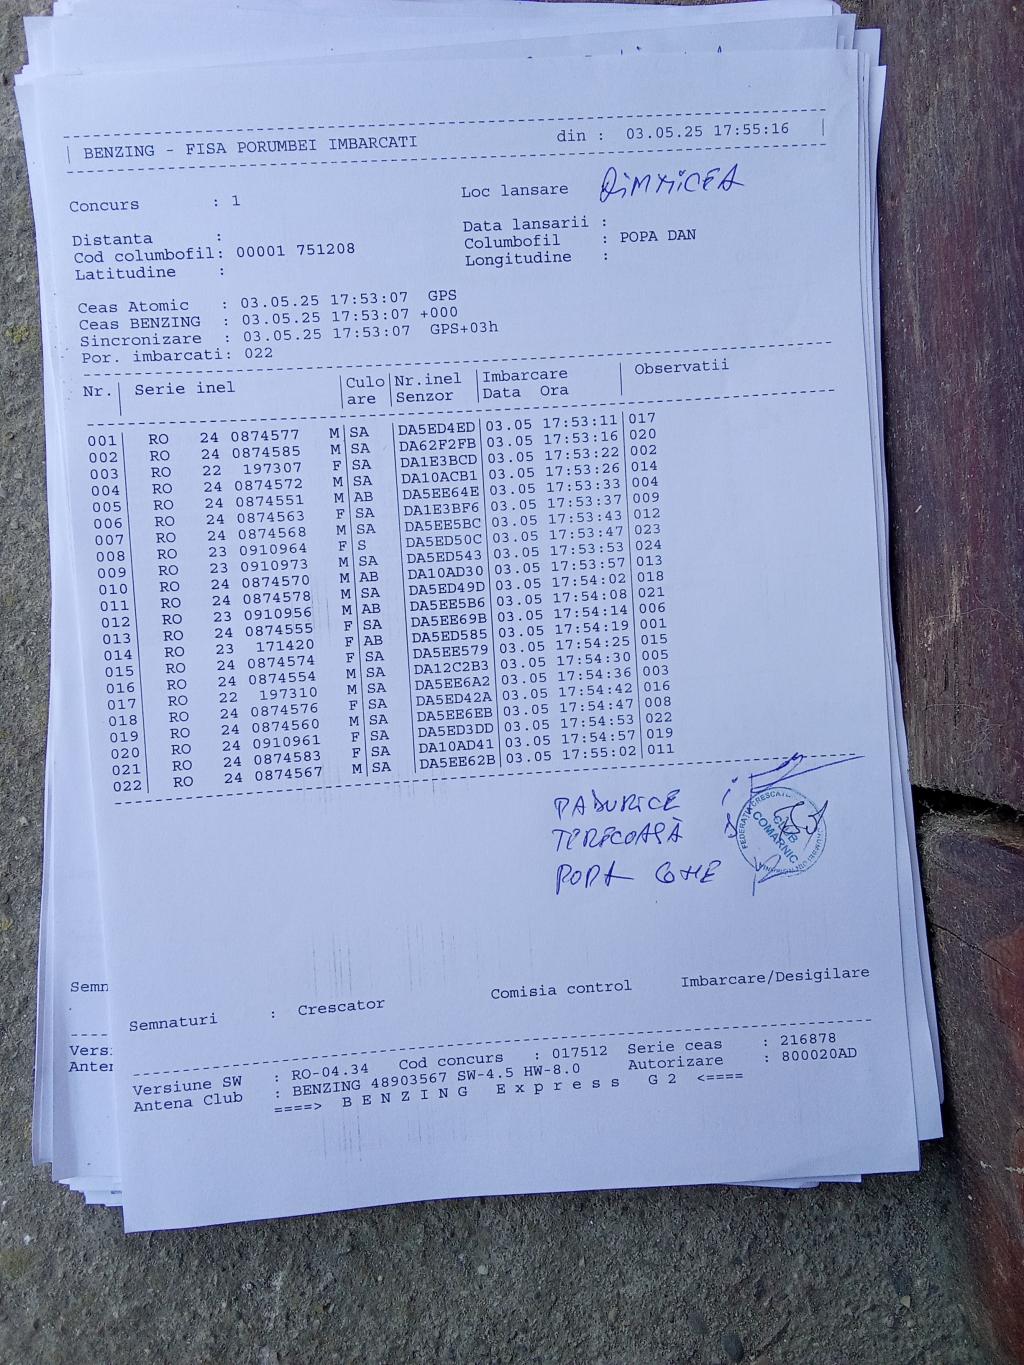 BENZING - FISA PORUMBEI IMBARCATI din : 03.05.25 17:55:16
Concurs : 1 Loc lansare
Distanta : Data lansarii :
Cod columbofil: 00001 751208 Columbofil : POPA DAN
Latitudine : Longitudine :
Ceas Atomic : 03.05.25 17:53:07 GPS
Ceas BENZING : 03.05.25 17:53:07 +000
Sincronizare : 03.05.25 17:53:07 GPS+03h
Por. imbarcati: 022
Nr. Serie inel Culo Nr.inel Imbarcare Observatii
are Senzor Data Ora
001 RO 24 0874577 M SA DA5ED4ED 03.05 17:53:11 017
002 RO 24 0874585 M SA DA62F2FB 03.05 17:53:16 020
003 RO 22 197307 F SA DA1E3BCD 03.05 17:53:22 002
004 RO 24 0874572 M SA DA10ACB1 03.05 17:53:26 014
005 RO 24 0874551 M AB DA5EE64E 03.05 17:53:33 004
006 RO 24 0874563 F SA DA1E3BF6 03.05 17:53:37 009
007 RO 24 0874568 M SA DA5EE5BC 03.05 17:53:43 012
008 RO 23 0910964 F S DA5ED50C 03.05 17:53:47 023
009 RO 23 0910973 M SA DA5ED543 03.05 17:53:53 024
010 RO 24 0874570 M AB DA10AD30 03.05 17:53:57 013
011 RO 24 0874578 M SA DA5ED49D 03.05 17:54:02 018
012 RO 23 0910956 M AB DA5EE5B6 03.05 17:54:08 021
013 RO 24 0874555 F SA DA5EE69B 03.05 17:54:14 006
014 RO 23 171420 F AB DA5ED585 03.05 17:54:19 001
015 RO 24 0874574 F SA DA5EE579 03.05 17:54:25 015
016 RO 24 0874554 M SA DA12C2B3 03.05 17:54:30 005
017 RO 22 197310 M SA DA5EE6A2 03.05 17:54:36 003
018 RO 24 0874576 F SA DA5ED42A 03.05 17:54:42 016
019 RO 24 0874560 M SA DA5EE6EB 03.05 17:54:47 008
020 RO 24 0910961 F SA DA5ED3DD 03.05 17:54:53 022
021 RO 24 0874583 F SA DA10AD41 03.05 17:54:57 019
022 RO 24 0874567 M SA DA5EE62B 03.05 17:55:02 011
PADURICE
POPA
CLUB
COMARNIC
Semnaturi : Crescator Comisia control Imbarcare/Desigilare
Versiune SW : RO-04.34 Cod concurs : 017512 Serie ceas : 216878
Antena Club : BENZING 48903567 SW-4.5 HW-8.0 Autorizare : 800020AD
====> B E N Z I N G E x p r e s s G 2 <====